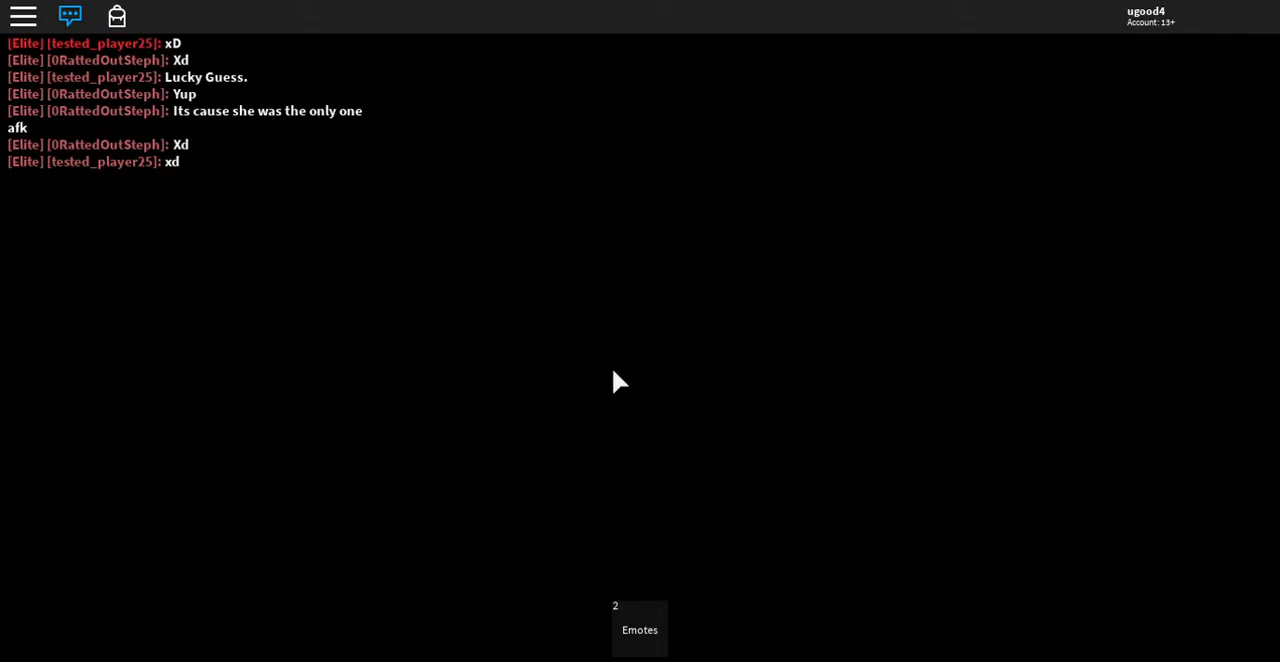 ugood4
Account: 13+
[Elite] [tested_player25]: xD
[Elite] [0RattedOutSteph]: Xd
[Elite] [tested_player25]: Lucky Guess.
[Elite] [0RattedOutSteph]: Yup
[Elite] [0RattedOutSteph]: Its cause she was the only one
afk
[Elite] [0RattedOutSteph]: Xd
[Elite] [tested_player25]: xd
2
Emotes